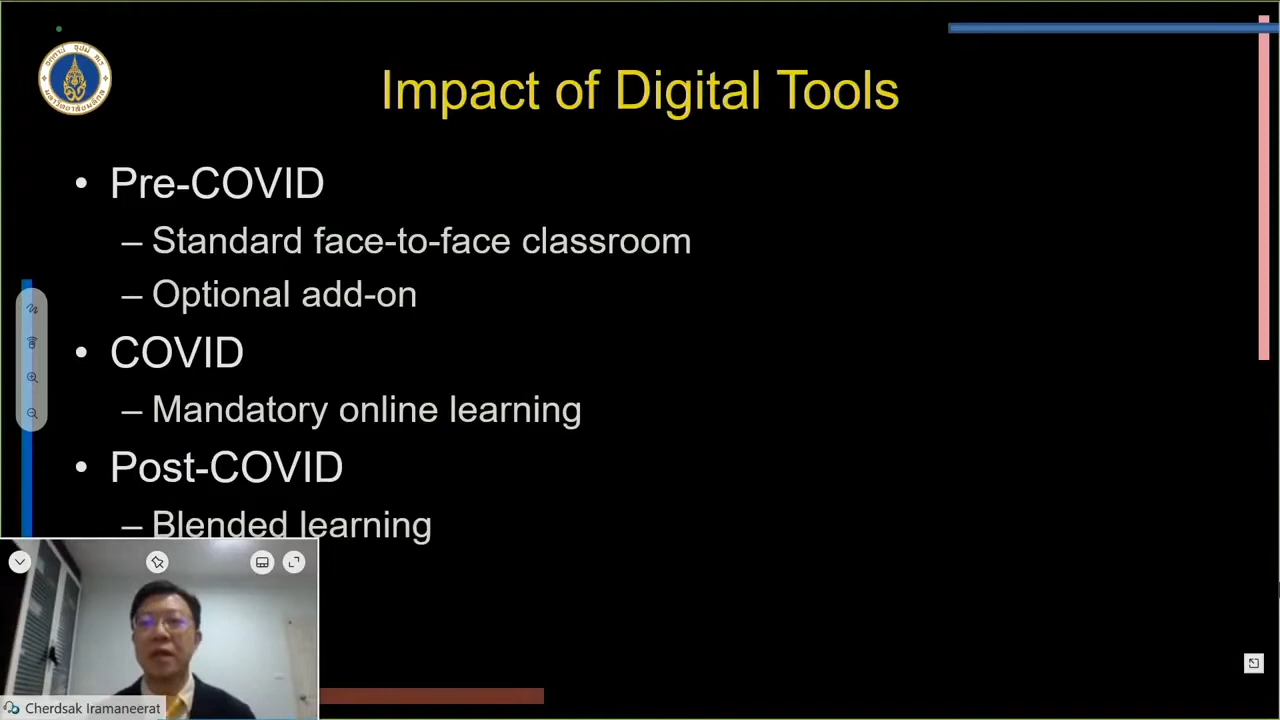 Impact of Digital Tools
• Pre-COVID
– Standard face-to-face classroom
– Optional add-on
• COVID
– Mandatory online learning
• Post-COVID
– Blended learning
Cherdsak Iramaneerat